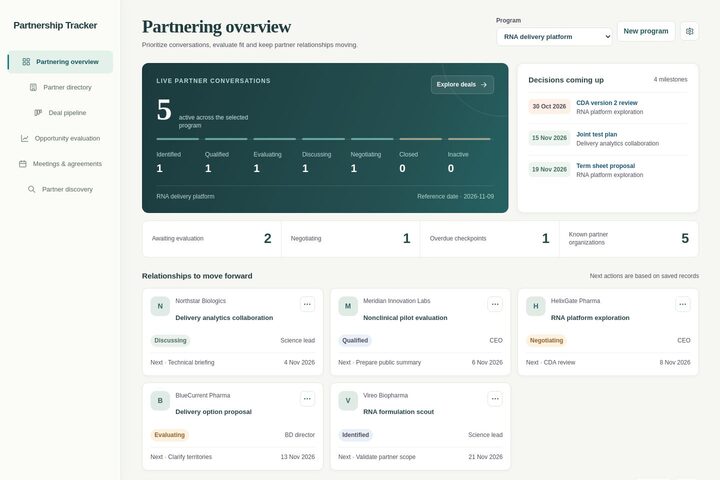 Partnership Tracker
Partnering overview
Partner directory
Deal pipeline
Opportunity evaluation
Meetings & agreements
Partner discovery
Partnering overview
Prioritize conversations, evaluate fit and keep partner relationships moving.
Program
RNA delivery platform
New program
LIVE PARTNER CONVERSATIONS
Explore deals
5
active across the selected
program
Identified
Qualified
Evaluating
Discussing
Negotiating
Closed
Inactive
1
1
1
1
1
0
0
RNA delivery platform
Reference date · 2026-11-09
Decisions coming up
4 milestones
30 Oct 2026
CDA version 2 review
RNA platform exploration
15 Nov 2026
Joint test plan
Delivery analytics collaboration
19 Nov 2026
Term sheet proposal
RNA platform exploration
Awaiting evaluation
2
Negotiating
1
Overdue checkpoints
1
Known partner
organizations
5
Relationships to move forward
Next actions are based on saved records
N
Northstar Biologics
Delivery analytics collaboration
Discussing
Science lead
Next · Technical briefing
4 Nov 2026
M
Meridian Innovation Labs
Nonclinical pilot evaluation
Qualified
CEO
Next · Prepare public summary
6 Nov 2026
H
HelixGate Pharma
RNA platform exploration
Negotiating
CEO
Next · CDA review
8 Nov 2026
B
BlueCurrent Pharma
Delivery option proposal
Evaluating
BD director
Next · Clarify territories
13 Nov 2026
V
Vireo Biopharma
RNA formulation scout
Identified
Science lead
Next · Validate partner scope
21 Nov 2026